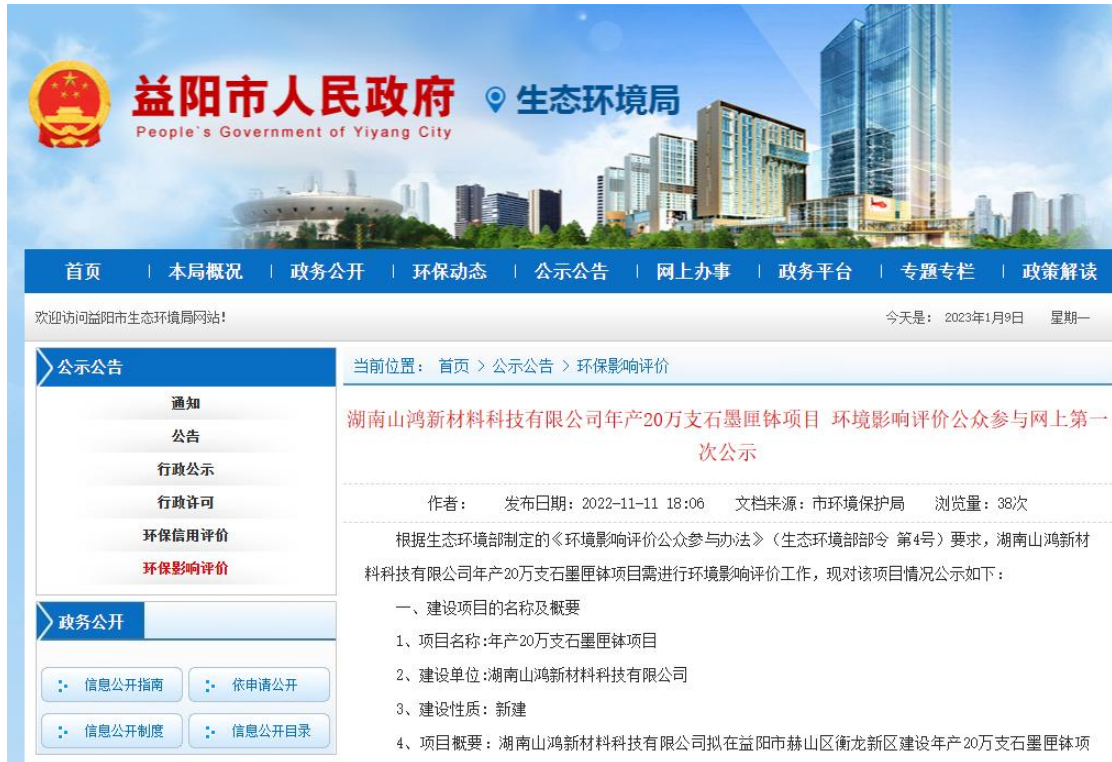 益阳市人民政府
People's Government of Yiyang City
生态环境局
首页 本局概况 政务公开 环保动态 公示公告 网上办事 政务平台 专题专栏 政策解读
欢迎访问益阳市生态环境局网站! 今天是: 2023年1月9日 星期一
公示公告
通知
公告
行政公示
行政许可
环保信用评价
环保影响评价
政务公开
信息公开指南 依申请公开
信息公开制度 信息公开目录
当前位置: 首页 > 公示公告 > 环保影响评价
湖南山鸿新材料科技有限公司年产20万支石墨匣钵项目 环境影响评价公众参与网上第一
次公示
作者: 发布日期: 2022-11-11 18:06 文档来源: 市环境保护局 浏览量: 38次
根据生态环境部制定的《环境影响评价公众参与办法》(生态环境部部令 第4号)要求, 湖南山鸿新材
料科技有限公司年产20万支石墨匣钵项目需进行环境影响评价工作, 现对该项目情况公示如下:
一、建设项目的名称及概要
1、项目名称:年产20万支石墨匣钵项目
2、建设单位:湖南山鸿新材料科技有限公司
3、建设性质: 新建
4、项目概要: 湖南山鸿新材料科技有限公司拟在益阳市赫山区衡龙新区建设年产20万支石墨匣钵项